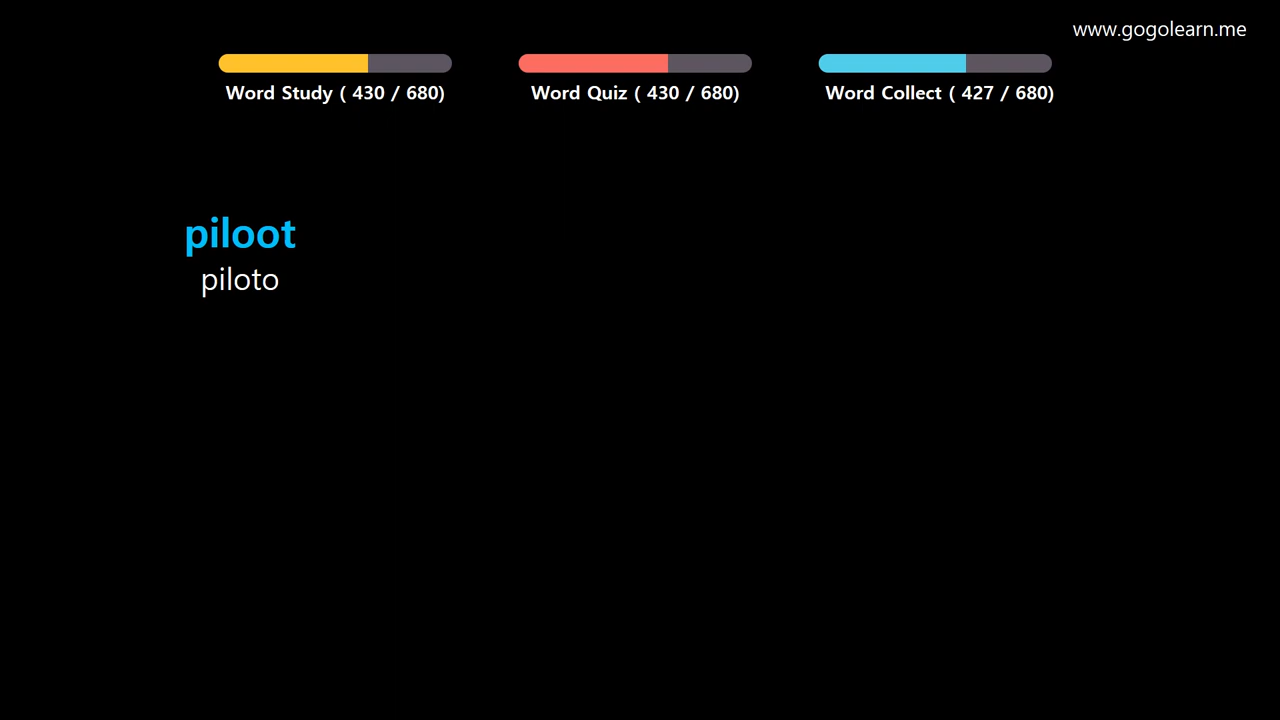 www.gogolearn.me
Word Study ( 430 / 680)
Word Quiz ( 430 / 680)
Word Collect ( 427 / 680)
piloot
piloto